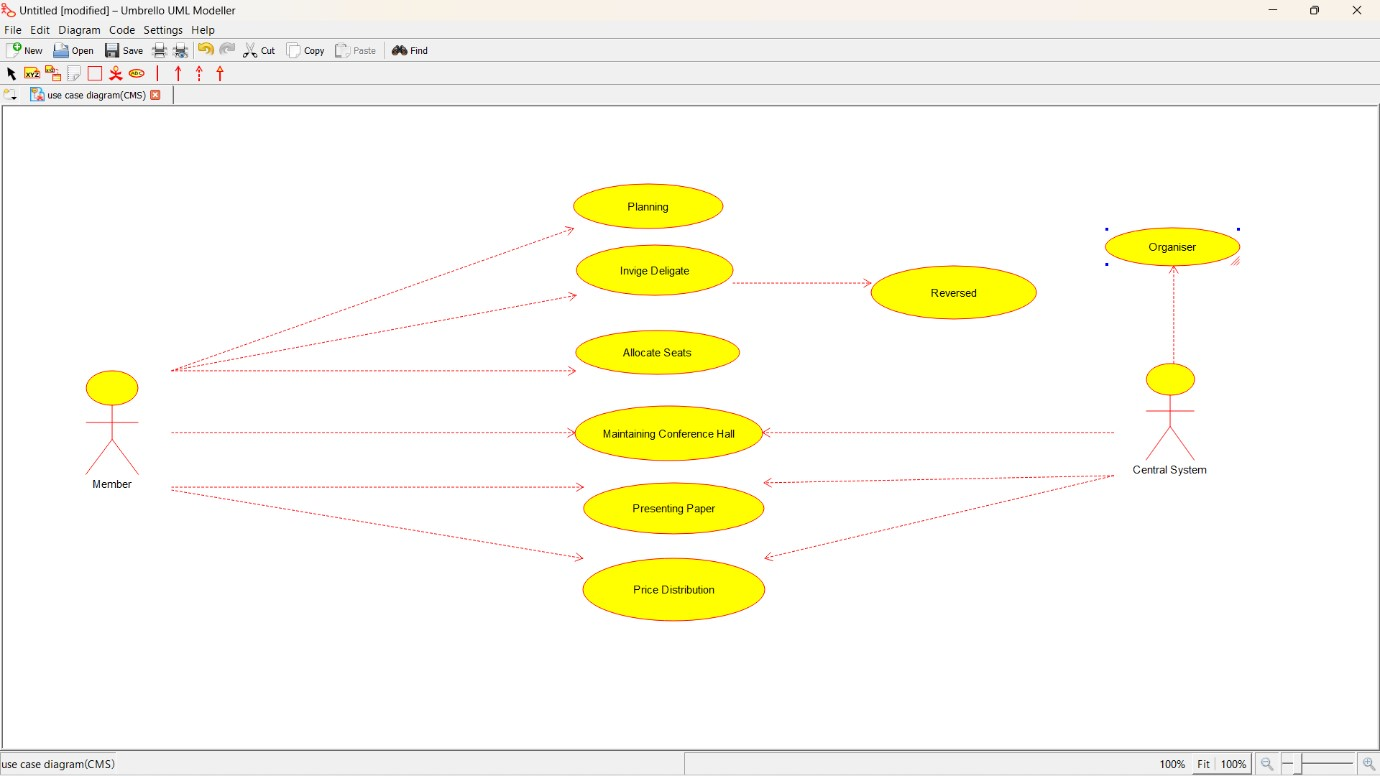 Untitled [modified] – Umbrello UML Modeller
File Edit Diagram Code Settings Help
New Open Save Cut Copy Paste Find
XYZ ABC
use case diagram(CMS)
Planning
Organiser
Invige Deligate
Reversed
Allocate Seats
Maintaining Conference Hall
Central System
Member
Presenting Paper
Price Distribution
use case diagram(CMS) 100% Fit 100%